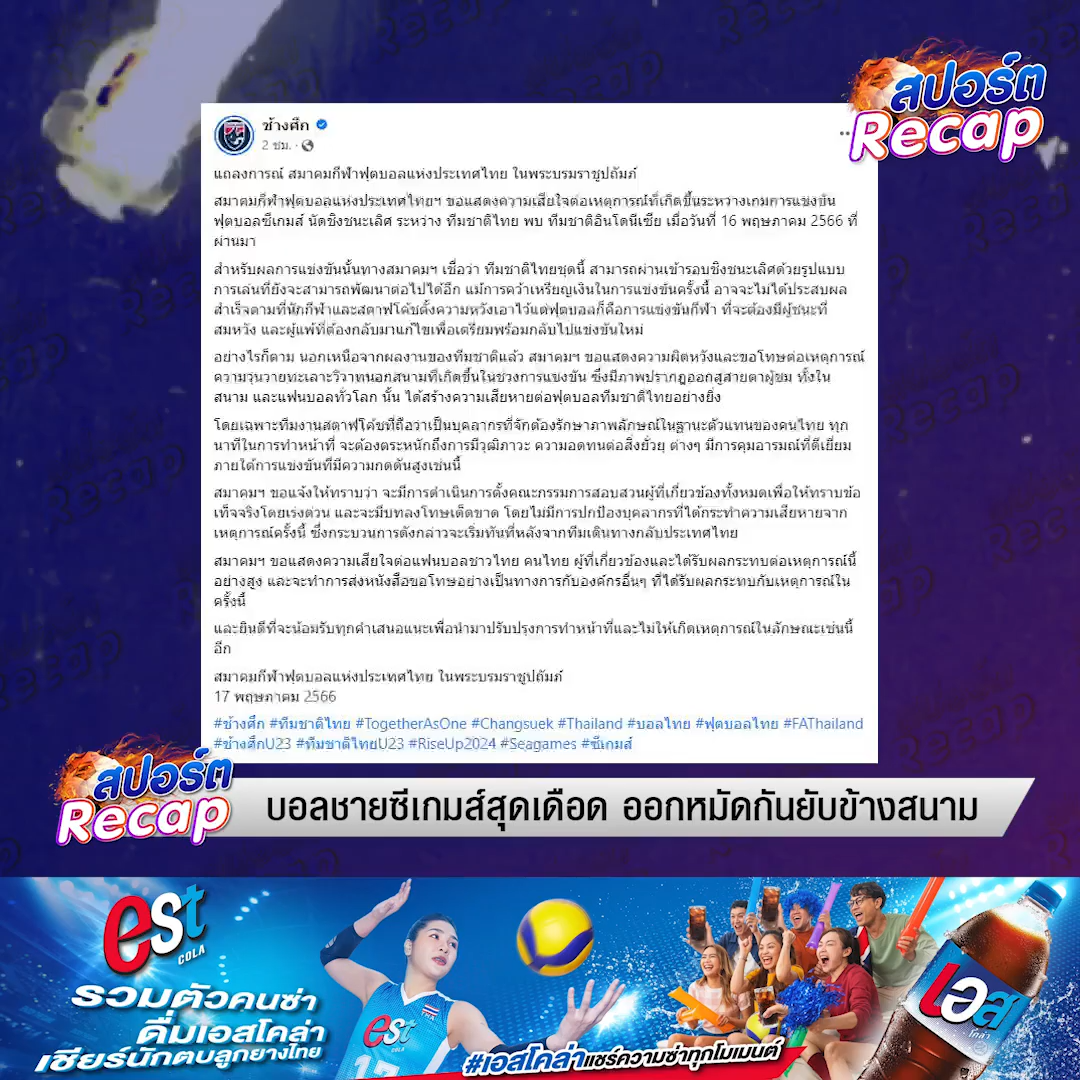 สปอร์ต
Recap
ช้างศึก
2 ชม.
แถลงการณ์ สมาคมกีฬาฟุตบอลแห่งประเทศไทย ในพระบรมราชูปถัมภ์
สมาคมกีฬาฟุตบอลแห่งประเทศไทยฯ ขอแสดงความเสียใจต่อเหตุการณ์ที่เกิดขึ้นระหว่างเกมการแข่งขัน
ฟุตบอลซีเกมส์ นัดชิงชนะเลิศ ระหว่าง ทีมชาติไทย พบ ทีมชาติอินโดนีเซีย เมื่อวันที่ 16 พฤษภาคม 2566 ที่
ผ่านมา
สำหรับผลการแข่งขันนั้นทางสมาคมฯ เชื่อว่า ทีมชาติไทยชุดนี้ สามารถผ่านเข้ารอบชิงชนะเลิศด้วยรูปแบบ
การเล่นที่ยังจะสามารถพัฒนาต่อไปได้อีก แม้การคว้าเหรียญเงินในการแข่งขันครั้งนี้ อาจจะไม่ได้ประสบผล
สำเร็จตามที่นักกีฬาและสตาฟโค้ชตั้งความหวังเอาไว้แต่ฟุตบอลก็คือการแข่งขันกีฬา ที่จะต้องมีผู้ชนะที่
สมหวัง และผู้แพ้ที่ต้องกลับมาแก้ไขเพื่อเตรียมพร้อมกลับไปแข่งขันใหม่
อย่างไรก็ตาม นอกเหนือจากผลงานของทีมชาติแล้ว สมาคมฯ ขอแสดงความผิดหวังและขอโทษต่อเหตุการณ์
ความวุ่นวายทะเลาะวิวาทนอกสนามที่เกิดขึ้นในช่วงการแข่งขัน ซึ่งมีภาพปรากฏออกสู่สายตาผู้ชม ทั้งใน
สนาม และแฟนบอลทั่วโลก นั้น ได้สร้างความเสียหายต่อฟุตบอลทีมชาติไทยอย่างยิ่ง
โดยเฉพาะทีมงานสตาฟโค้ชที่ถือว่าเป็นบุคลากรที่จักต้องรักษาภาพลักษณ์ในฐานะตัวแทนของคนไทย ทุก
นาทีในการทำหน้าที่ จะต้องตระหนักถึงการมีวุฒิภาวะ ความอดทนต่อสิ่งยั่วยุ ต่างๆ มีการคุมอารมณ์ที่ดีเยี่ยม
ภายใต้การแข่งขันที่มีความกดดันสูงเช่นนี้
สมาคมฯ ขอแจ้งให้ทราบว่า จะมีการดำเนินการตั้งคณะกรรมการสอบสวนผู้ที่เกี่ยวข้องทั้งหมดเพื่อให้ทราบข้อ
เท็จจริงโดยเร่งด่วน และจะมีบทลงโทษเด็ดขาด โดยไม่มีการปกป้องบุคลากรที่ได้กระทำความเสียหายจาก
เหตุการณ์ครั้งนี้ ซึ่งกระบวนการดังกล่าวจะเริ่มทันทีหลังจากทีมเดินทางกลับประเทศไทย
สมาคมฯ ขอแสดงความเสียใจต่อแฟนบอลชาวไทย คนไทย ผู้ที่เกี่ยวข้องและได้รับผลกระทบต่อเหตุการณ์นี้
อย่างสูง และจะทำการส่งหนังสือขอโทษอย่างเป็นทางการกับองค์กรอื่นๆ ที่ได้รับผลกระทบกับเหตุการณ์ใน
ครั้งนี้
และยินดีที่จะน้อมรับทุกคำเสนอแนะเพื่อนำมาปรับปรุงการทำหน้าที่และไม่ให้เกิดเหตุการณ์ในลักษณะเช่นนี้
อีก
สมาคมกีฬาฟุตบอลแห่งประเทศไทย ในพระบรมราชูปถัมภ์
17 พฤษภาคม 2566
#ช้างศึก #ทีมชาติไทย #TogetherAsOne #Changsuek #Thailand #บอลไทย #ฟุตบอลไทย #FAThailand
#ช้างศึกU23 #ทีมชาติไทยU23 #RiseUp2024 #Seagames #ซีเกมส์
สปอร์ต
Recap
บอลชายซีเกมส์สุดเดือด ออกหมัดกันยับข้างสนาม
est
COLA
รวมตัวคนซ่า
ดื่มเอสโคล่า
เชียร์นักตบลูกยางไทย
THA
est
COLA
#เอสโคล่าแชร์ความซ่าทุกโมเมนต์
เอส
โคล่า